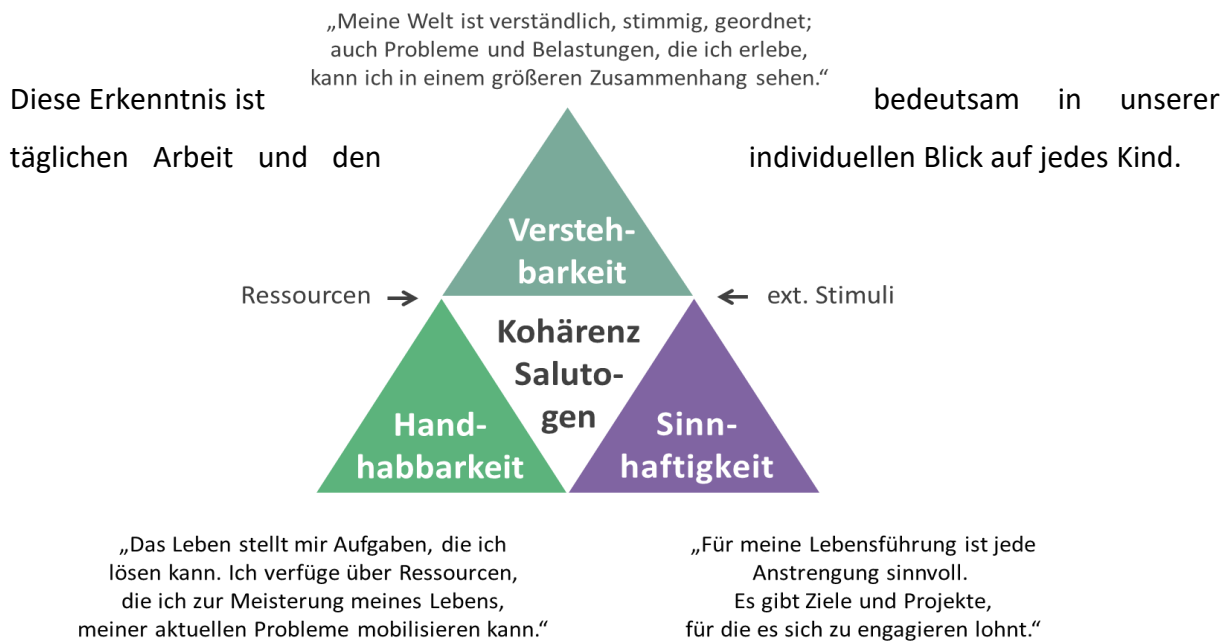 „Meine Welt ist verständlich, stimmig, geordnet;
auch Probleme und Belastungen, die ich erlebe,
kann ich in einem größeren Zusammenhang sehen.“
Diese Erkenntnis ist bedeutsam in unserer
täglichen Arbeit und den individuellen Blick auf jedes Kind.
Versteh-
barkeit
Ressourcen → ← ext. Stimuli
Kohärenz
Saluto-
gen
Hand-
habbarkeit
Sinn-
haftigkeit
„Das Leben stellt mir Aufgaben, die ich
lösen kann. Ich verfüge über Ressourcen,
die ich zur Meisterung meines Lebens,
meiner aktuellen Probleme mobilisieren kann.“
„Für meine Lebensführung ist jede
Anstrengung sinnvoll.
Es gibt Ziele und Projekte,
für die es sich zu engagieren lohnt.“